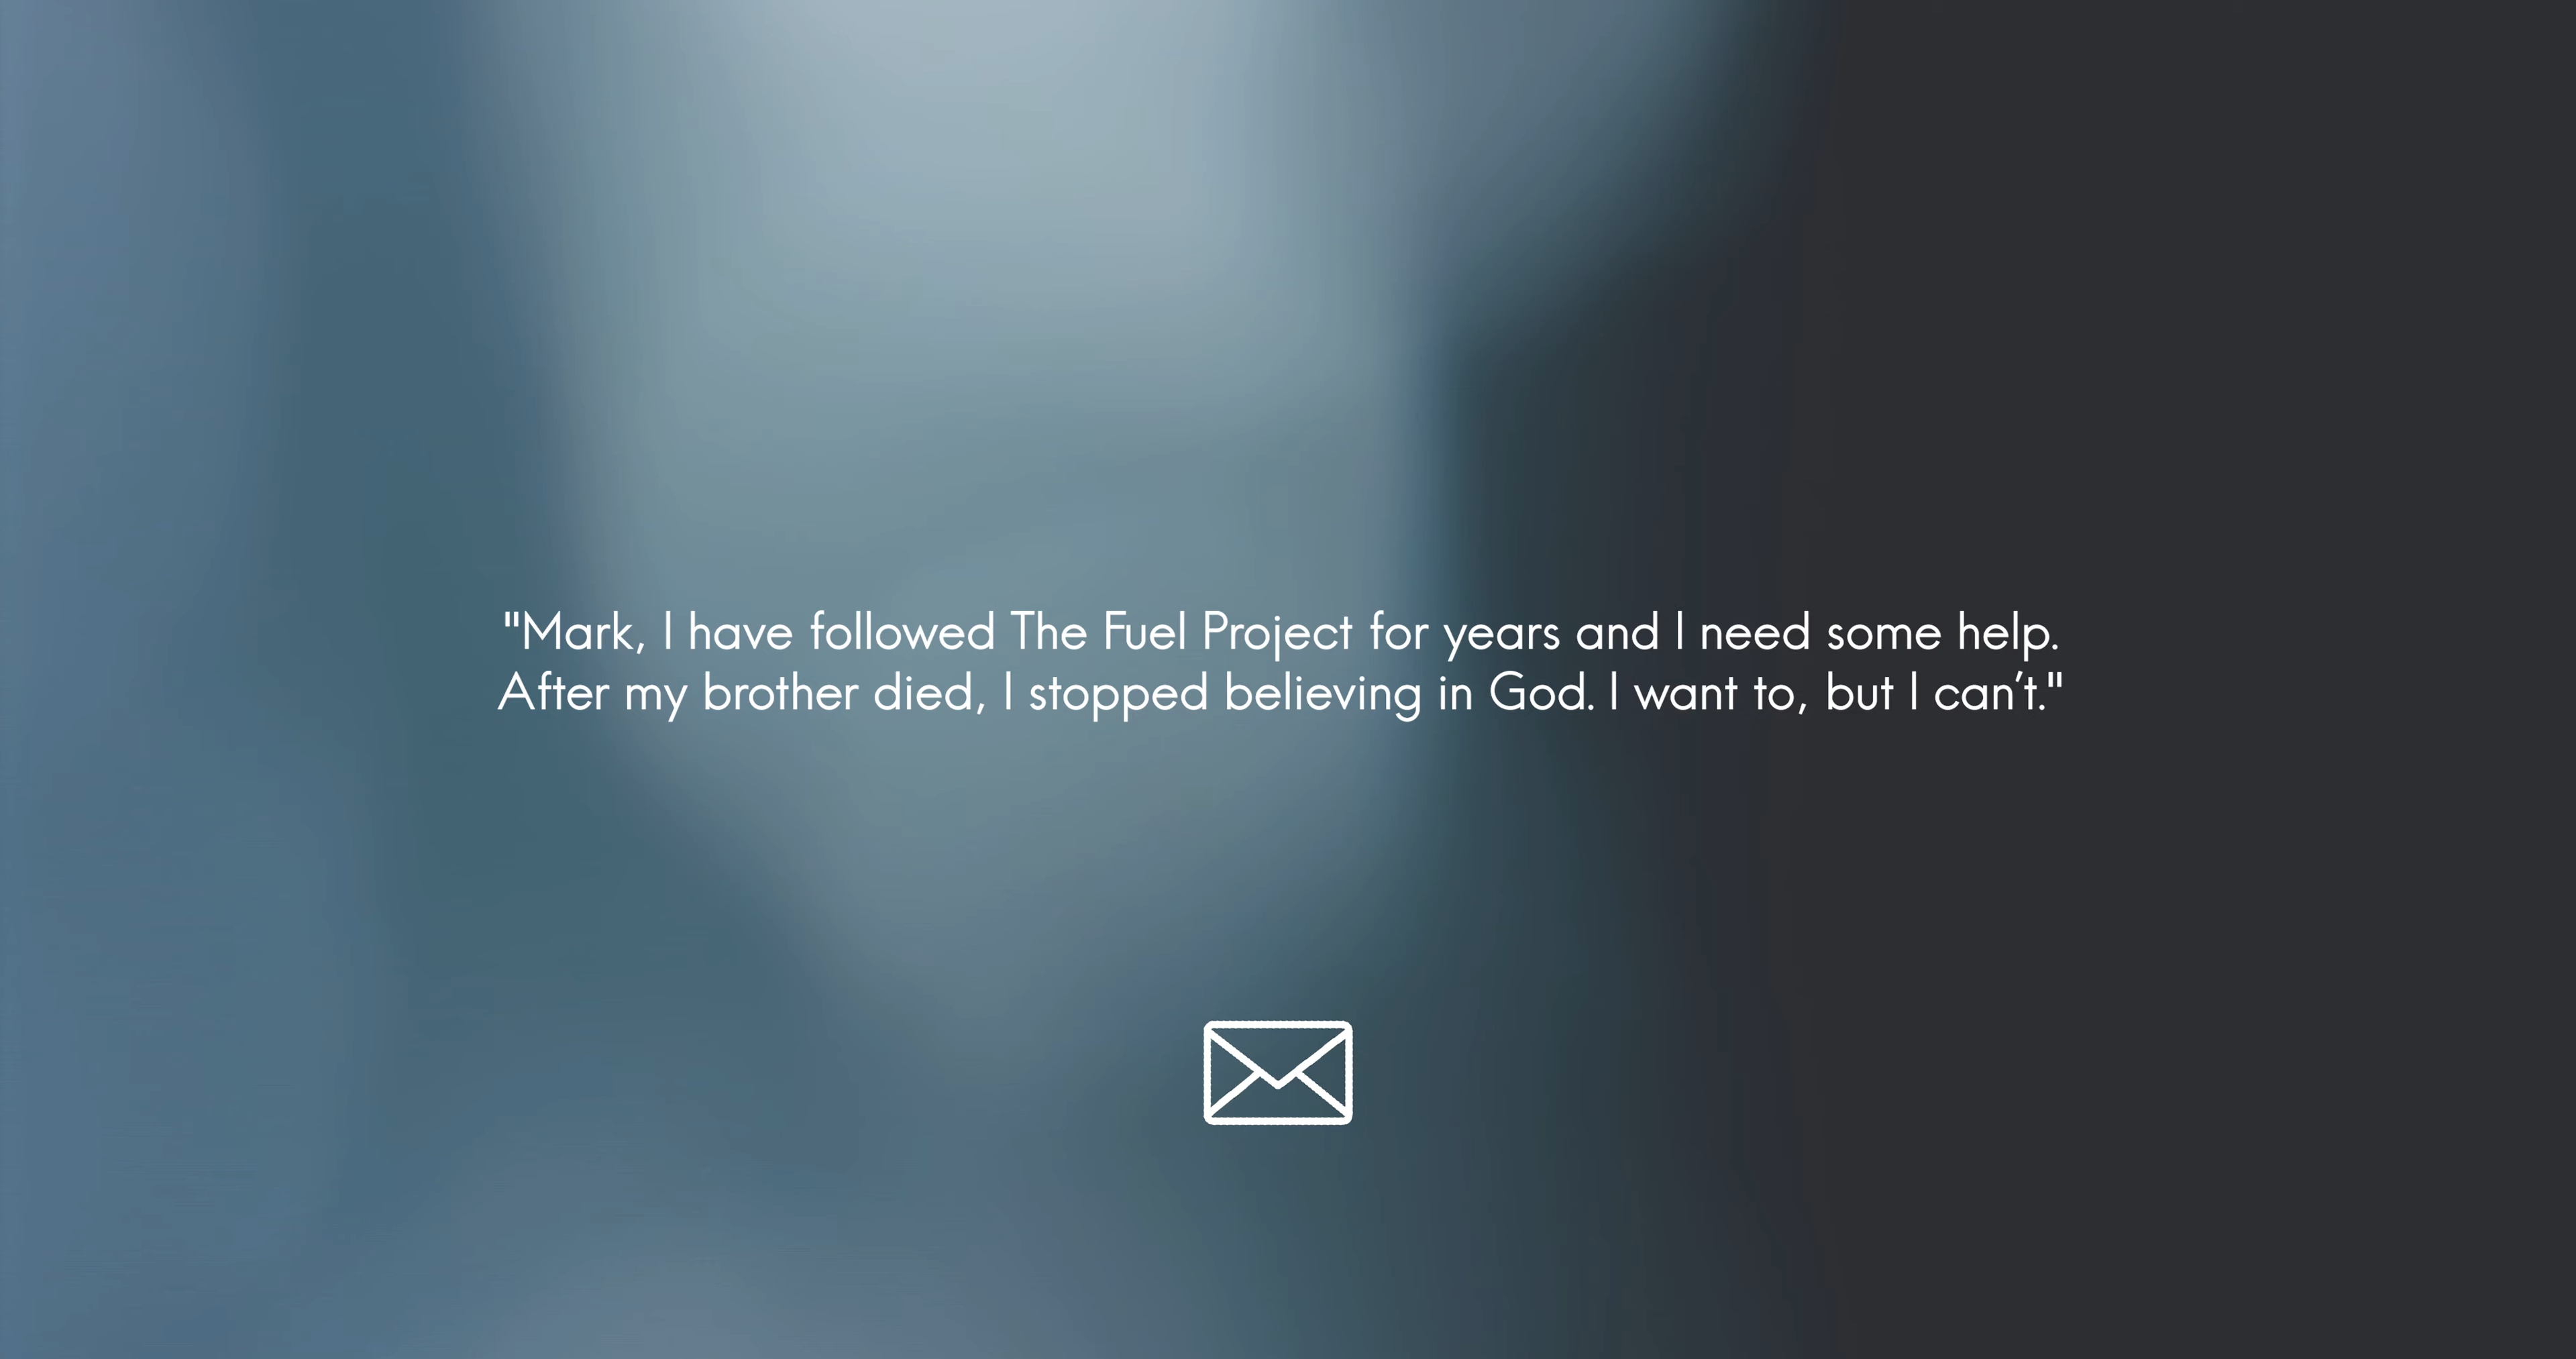 "Mark, I have followed The Fuel Project for years and I need some help.
After my brother died, I stopped believing in God. I want to, but I can’t."